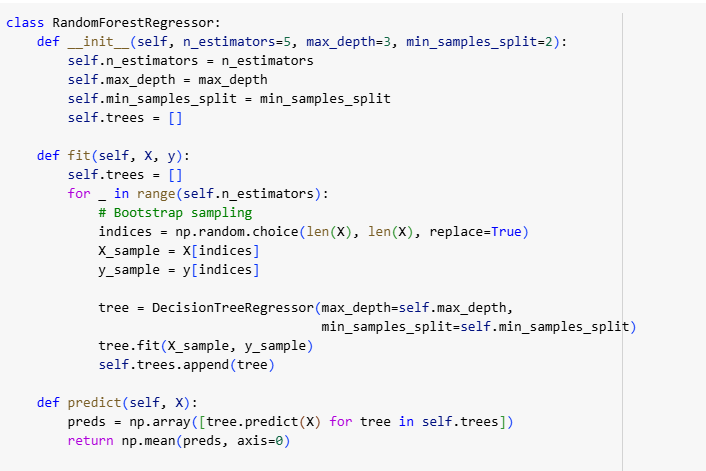 class RandomForestRegressor:
    def __init__(self, n_estimators=5, max_depth=3, min_samples_split=2):
        self.n_estimators = n_estimators
        self.max_depth = max_depth
        self.min_samples_split = min_samples_split
        self.trees = []

    def fit(self, X, y):
        self.trees = []
        for _ in range(self.n_estimators):
            # Bootstrap sampling
            indices = np.random.choice(len(X), len(X), replace=True)
            X_sample = X[indices]
            y_sample = y[indices]

            tree = DecisionTreeRegressor(max_depth=self.max_depth,
                                         min_samples_split=self.min_samples_split)
            tree.fit(X_sample, y_sample)
            self.trees.append(tree)

    def predict(self, X):
        preds = np.array([tree.predict(X) for tree in self.trees])
        return np.mean(preds, axis=0)